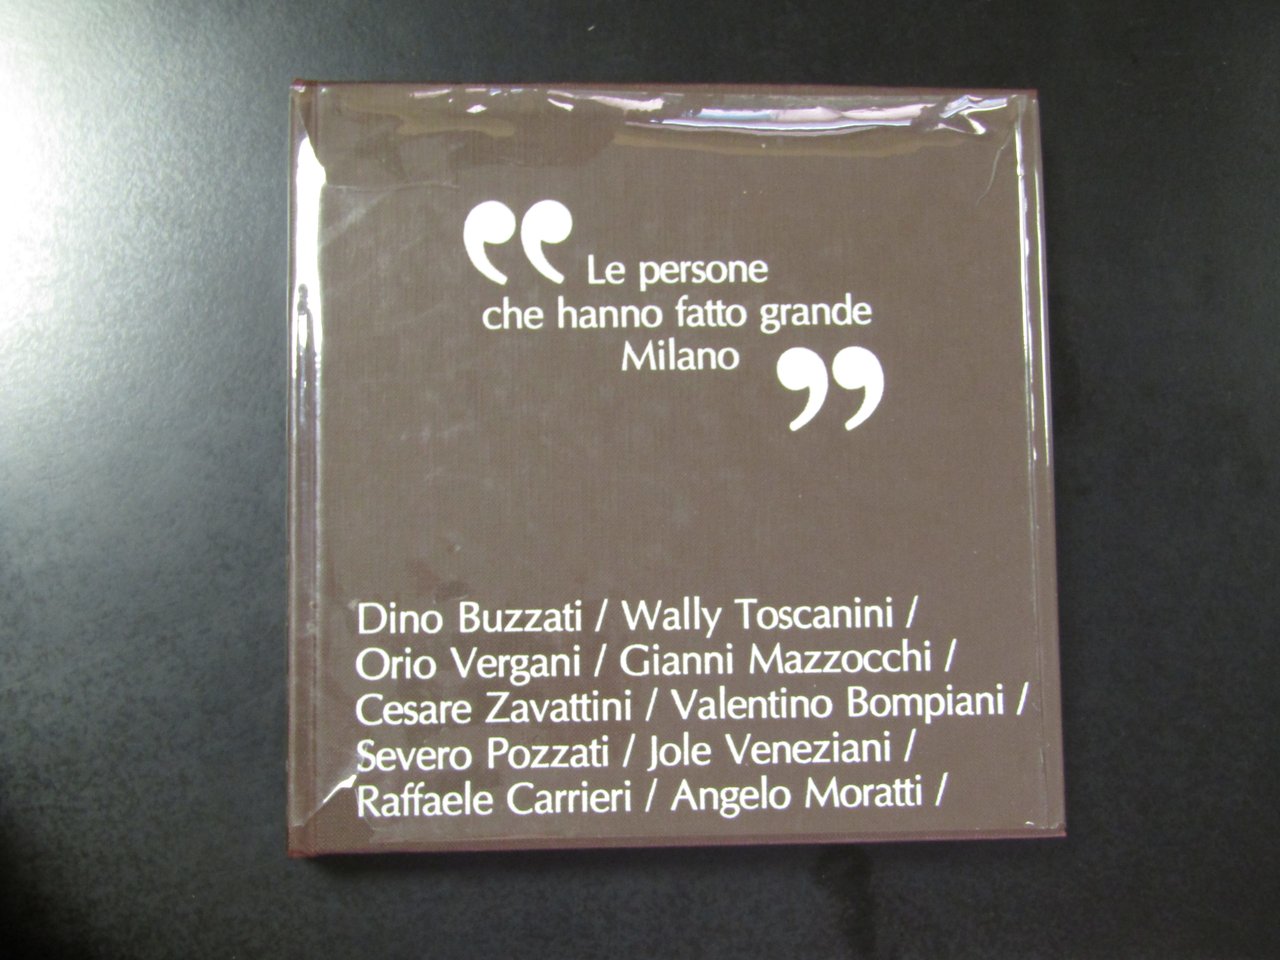 “ Le persone
che hanno fatto grande
Milano ”
Dino Buzzati / Wally Toscanini /
Orio Vergani / Gianni Mazzocchi /
Cesare Zavattini / Valentino Bompiani /
Severo Pozzati / Jole Veneziani /
Raffaele Carrieri / Angelo Moratti /